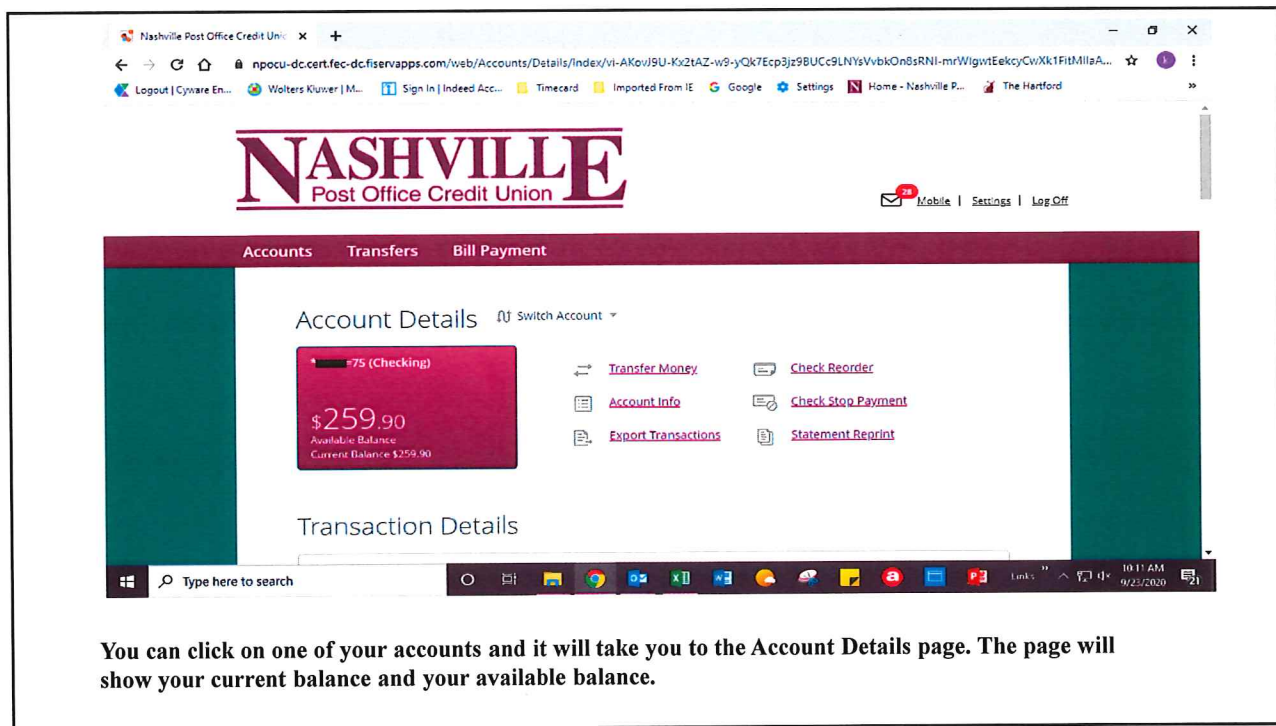 Nashville Post Office Credit Unic × +
npocu-dc.cert.fec-dc.fiservapps.com/web/Accounts/Details/Index/vi-AKovJ9U-Kx2tAZ-w9-yQk7Ecp3jz9BUCc9LNYsVvbkOn8sRNI-mrWIgwtEekcyCwXk1FitMIIaA...
Logout | Cyware En... Wolters Kluwer | M... Sign In | Indeed Acc... Timecard Imported From IE Google Settings Home - Nashville P... The Hartford »
NASHVILLE
Post Office Credit Union
28 Mobile | Settings | Log Off
Accounts Transfers Bill Payment
Account Details Switch Account
=75 (Checking)
$259.90
Available Balance
Current Balance $259.90
Transfer Money Check Reorder
Account Info Check Stop Payment
Export Transactions Statement Reprint
Transaction Details
Type here to search
Links » 10:11 AM
9/23/2020 21
You can click on one of your accounts and it will take you to the Account Details page. The page will
show your current balance and your available balance.